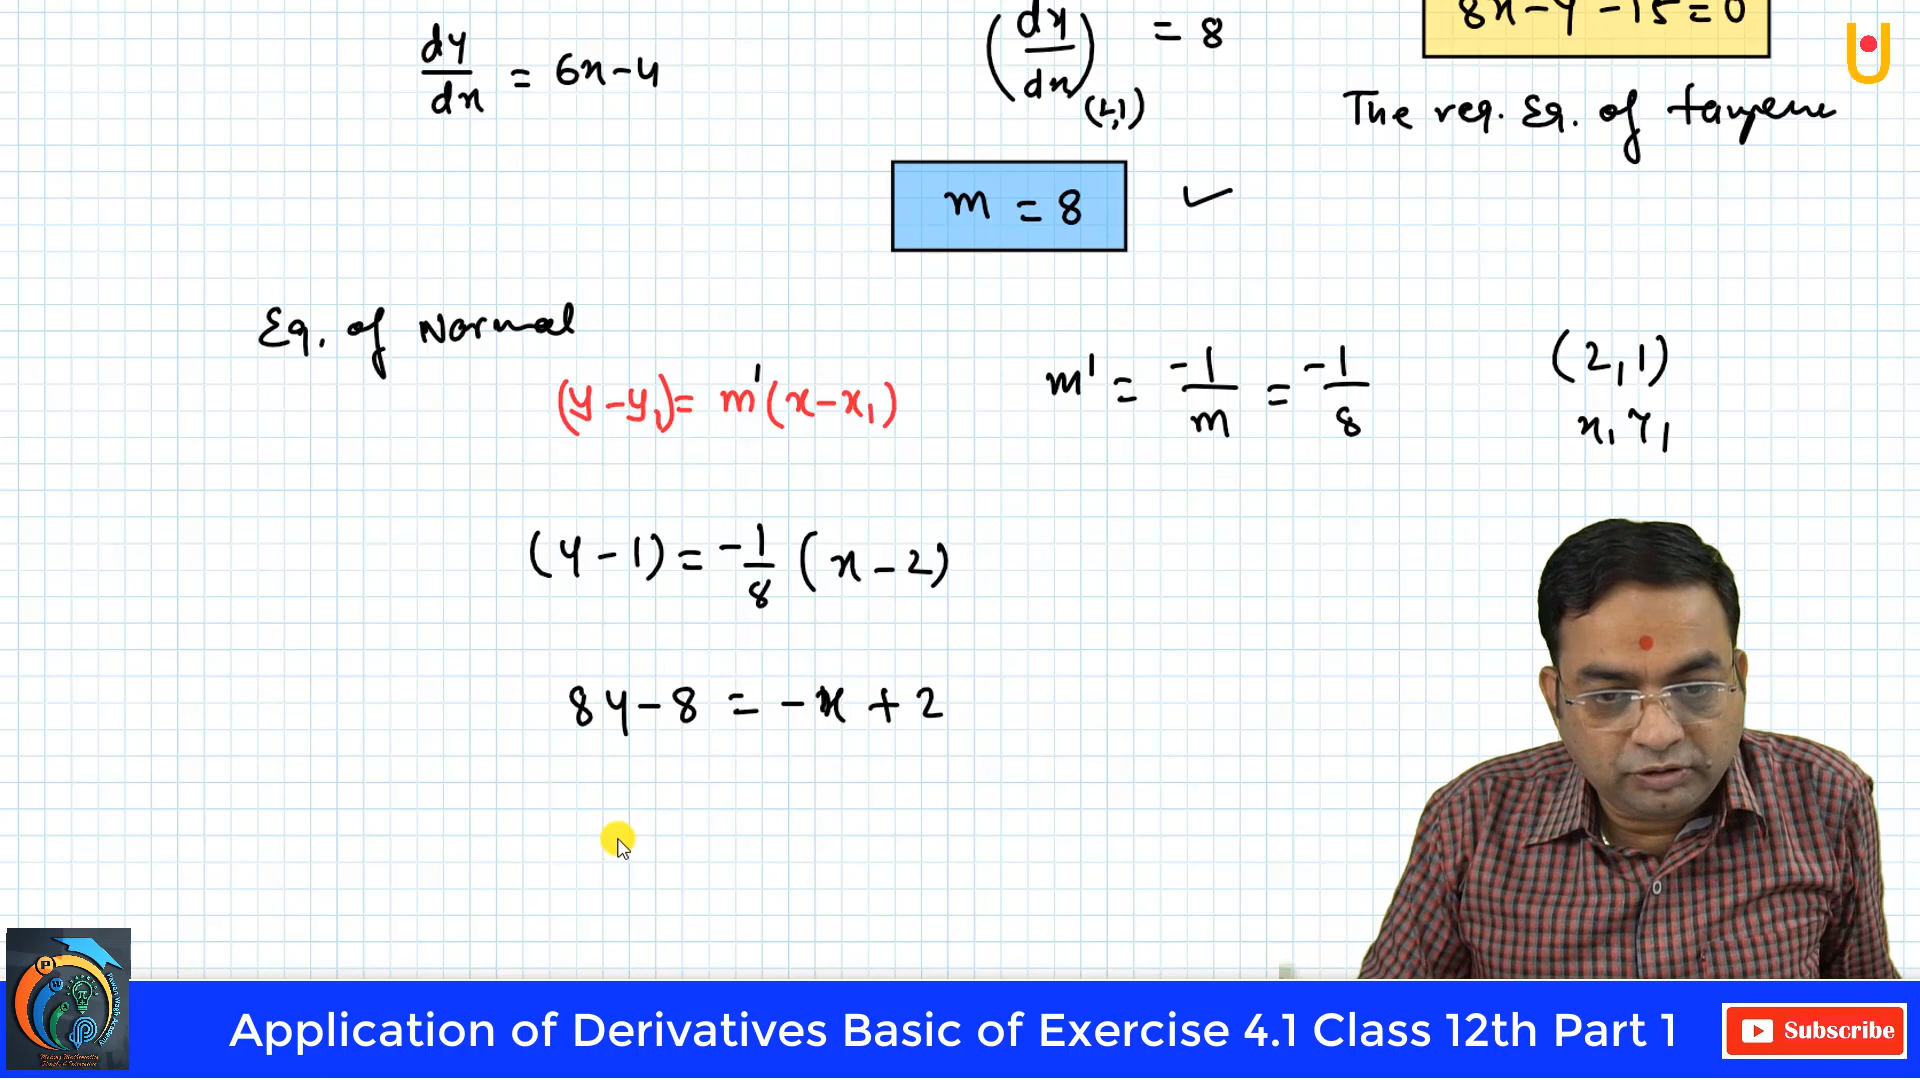 dy/dx = 6x-4
(dy/dx)(2,1) = 8
8x-y-15=0
The req. Eq. of
m = 8 ✓
Eq. of Normal
(y-y₁)= m'(x-x₁)
m' = -1/m = -1/8
(2,1)
x₁ y₁
(y-1) = -1/8 (x-2)
8y-8 = -x+2
Application of Derivatives Basic of Exercise 4.1 Class 12th Part 1
Subscribe